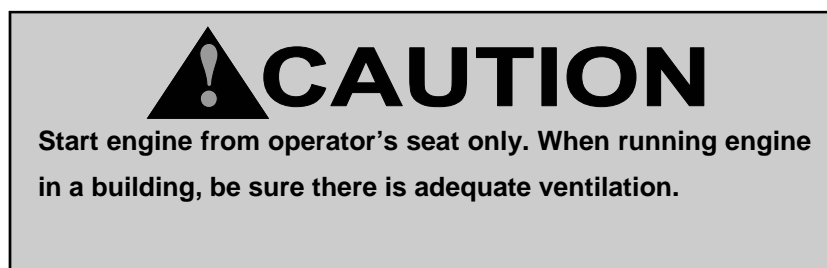 CAUTION
Start engine from operator's seat only. When running engine
in a building, be sure there is adequate ventilation.